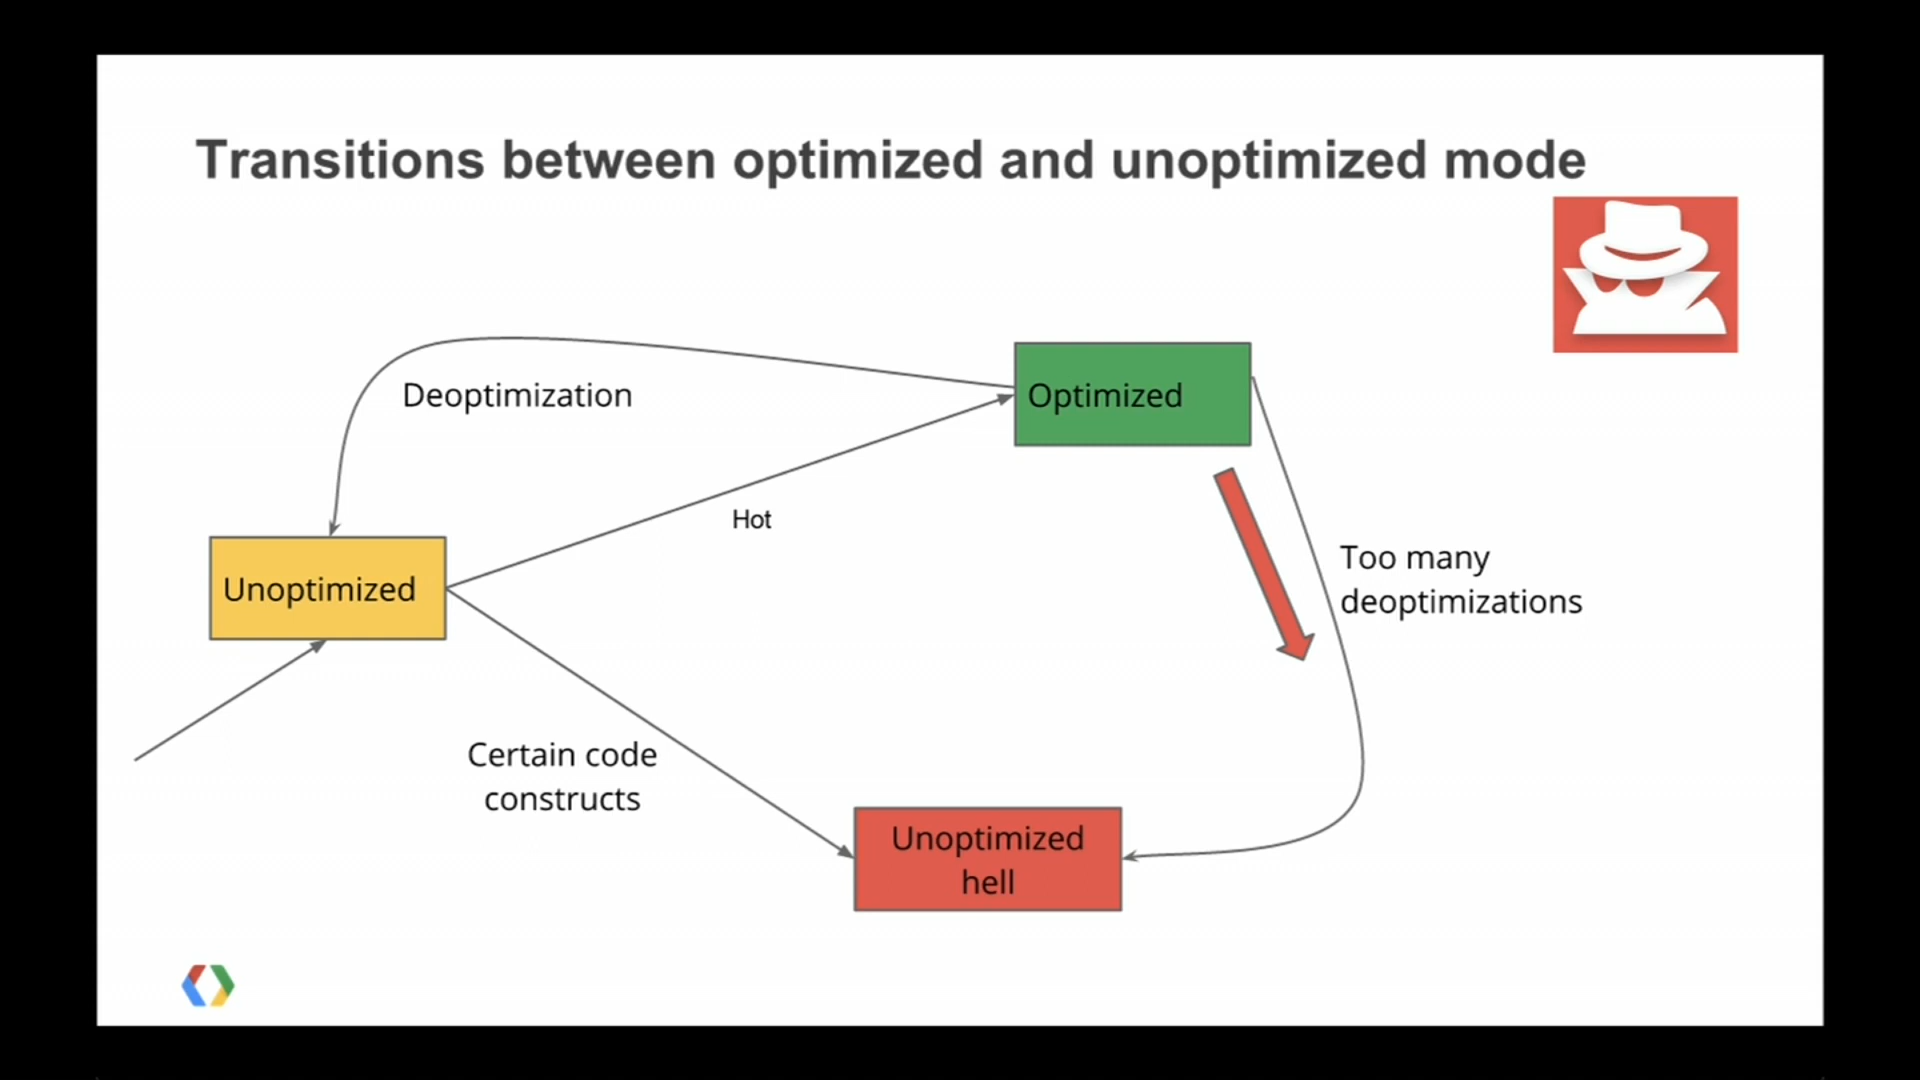 Transitions between optimized and unoptimized mode
Deoptimization
Optimized
Hot
Unoptimized
Too many
deoptimizations
Certain code
constructs
Unoptimized
hell